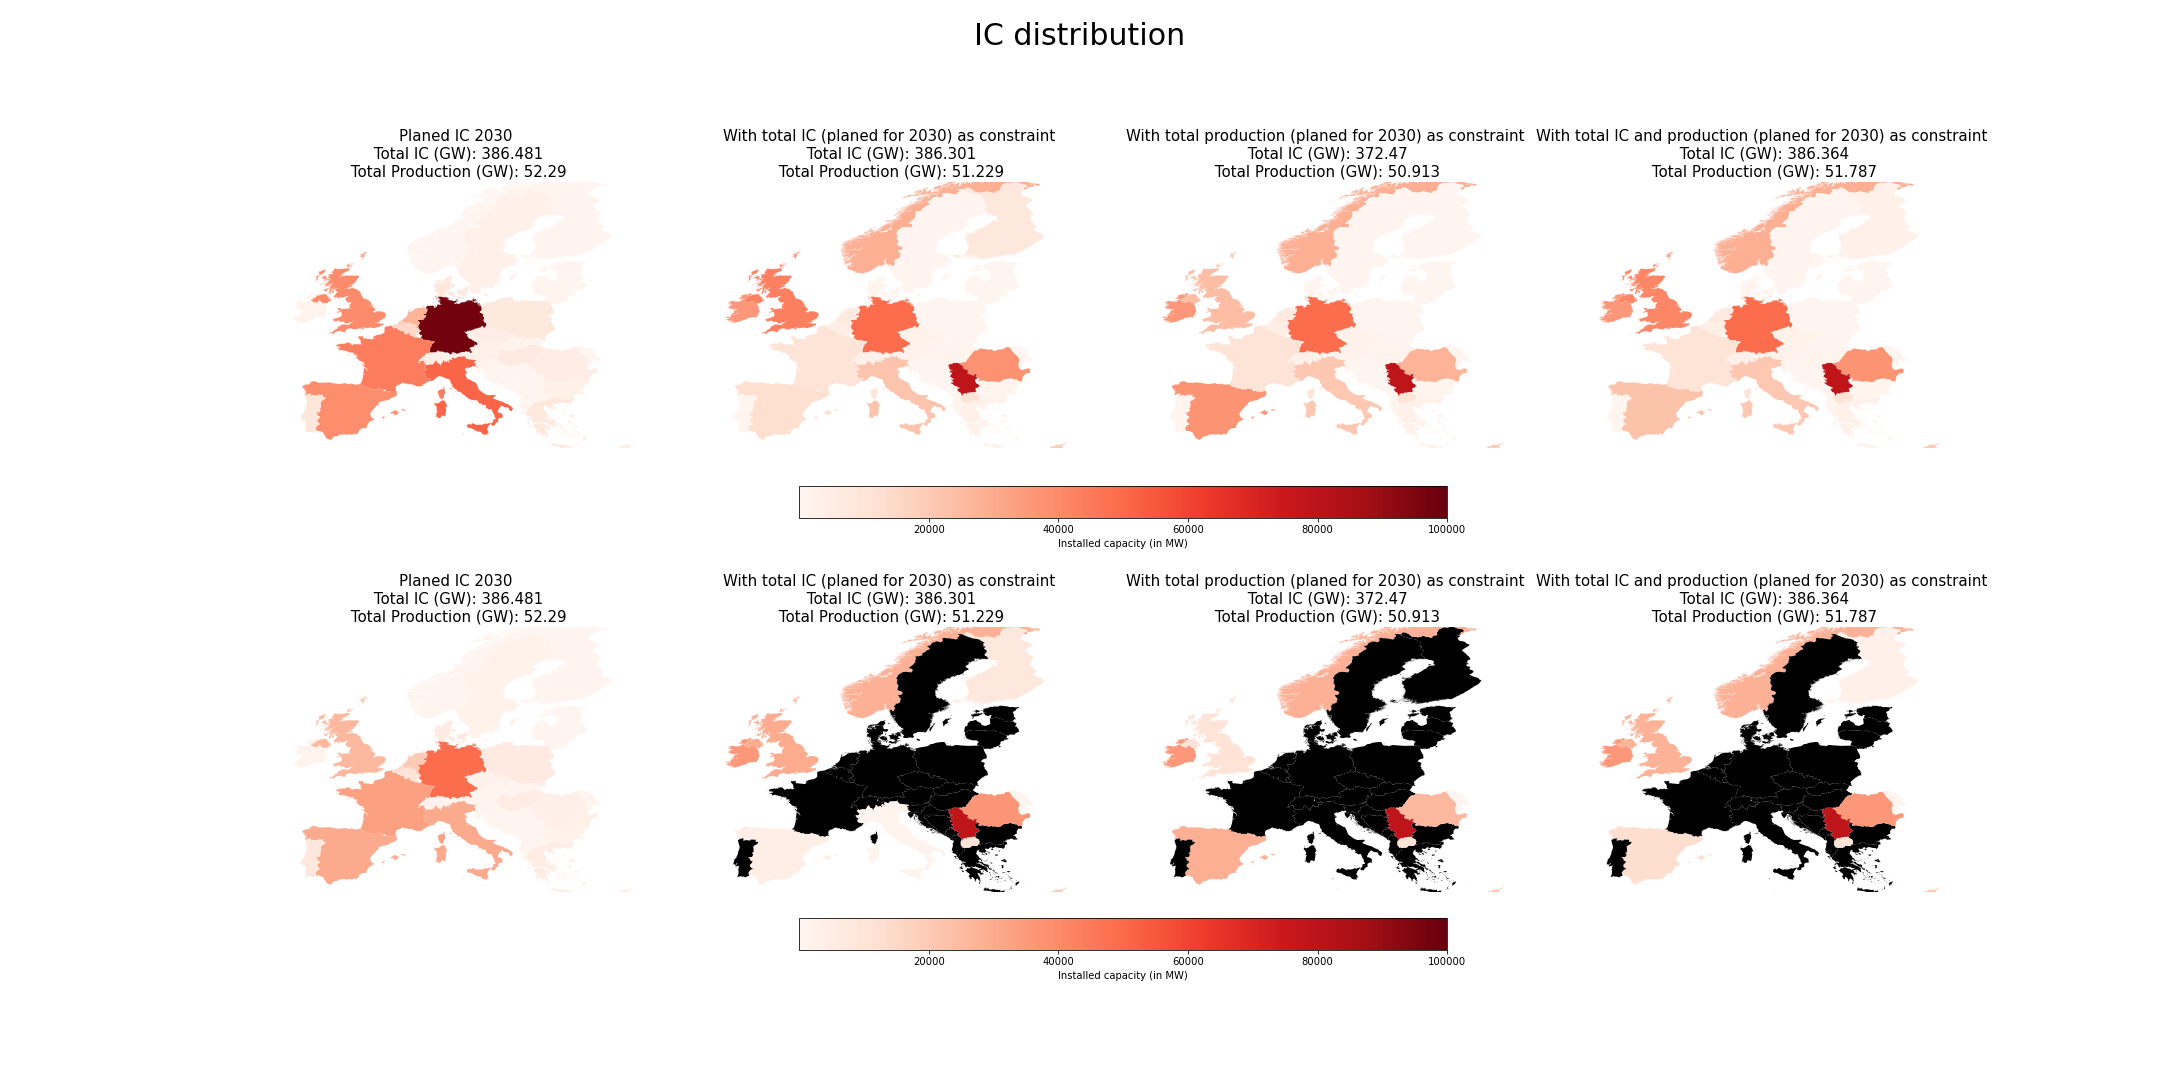 IC distribution
Planed IC 2030
Total IC (GW): 386.481
Total Production (GW): 52.29
With total IC (planed for 2030) as constraint
Total IC (GW): 386.301
Total Production (GW): 51.229
With total production (planed for 2030) as constraint
Total IC (GW): 372.47
Total Production (GW): 50.913
With total IC and production (planed for 2030) as constraint
Total IC (GW): 386.364
Total Production (GW): 51.787
20000 40000 60000 80000 100000
Installed capacity (in MW)
Planed IC 2030
Total IC (GW): 386.481
Total Production (GW): 52.29
With total IC (planed for 2030) as constraint
Total IC (GW): 386.301
Total Production (GW): 51.229
With total production (planed for 2030) as constraint
Total IC (GW): 372.47
Total Production (GW): 50.913
With total IC and production (planed for 2030) as constraint
Total IC (GW): 386.364
Total Production (GW): 51.787
20000 40000 60000 80000 100000
Installed capacity (in MW)